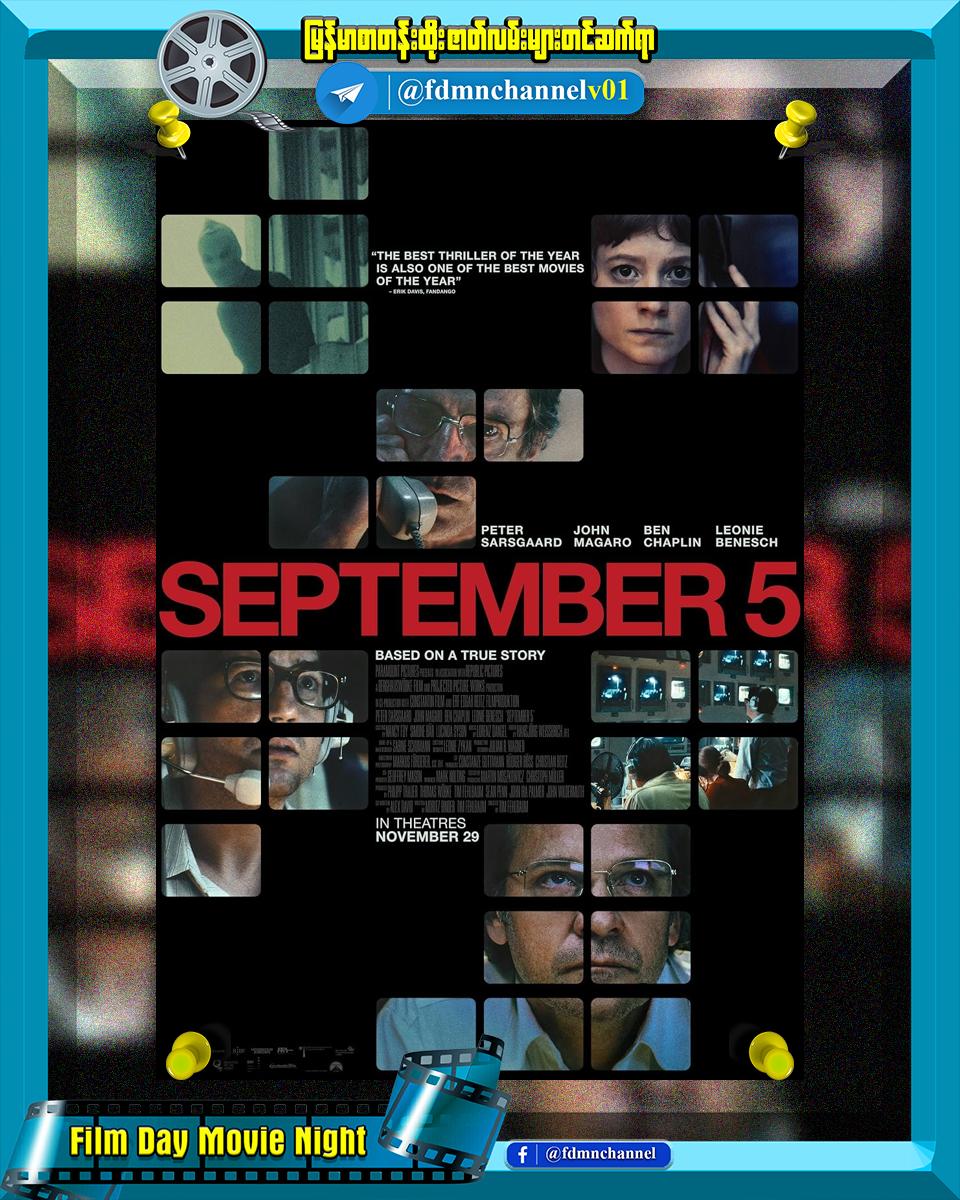 မြန်မာစာတန်းထိုးဇာတ်လမ်းများတင်ဆက်ရာ
@fdmnchannelv01
“THE BEST THRILLER OF THE YEAR
IS ALSO ONE OF THE BEST MOVIES
OF THE YEAR”
– ERIK DAVIS, FANDANGO
PETER SARSGAARD JOHN MAGARO BEN CHAPLIN LEONIE BENESCH
SEPTEMBER 5
BASED ON A TRUE STORY
IN THEATRES
NOVEMBER 29
Film Day Movie Night
@fdmnchannel